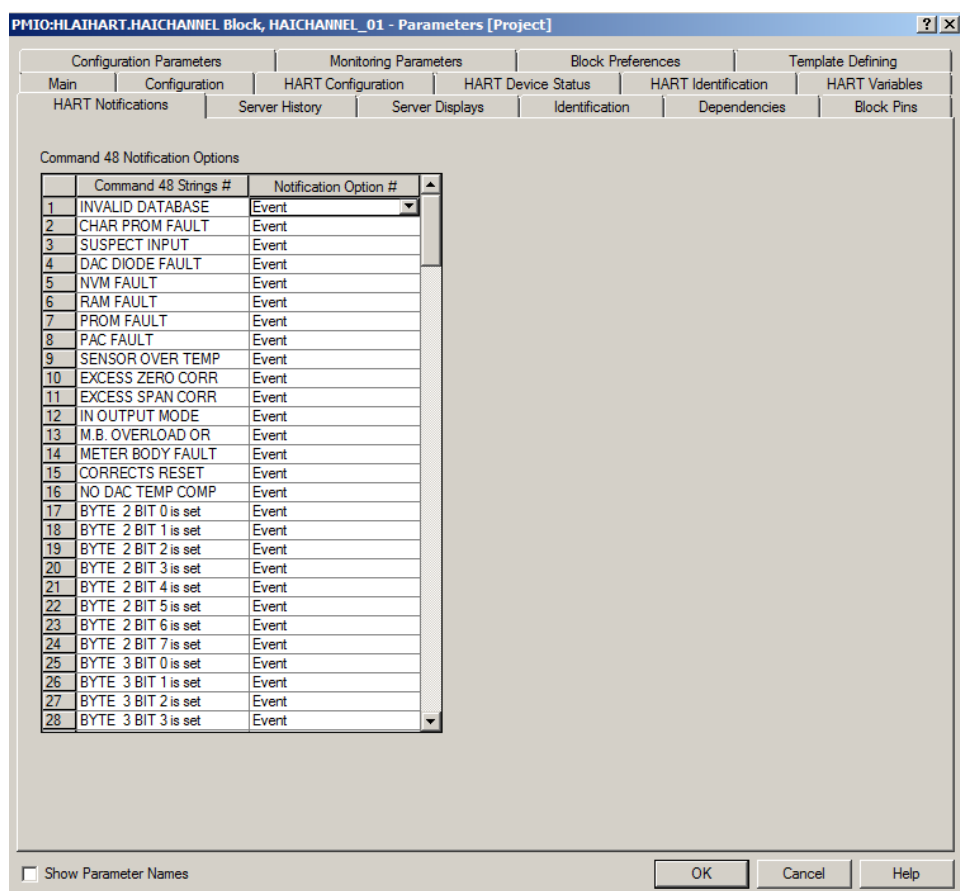 PMIO:HLAIHART.HAICHANNEL Block, HAICHANNEL_01 - Parameters [Project]
Configuration Parameters Monitoring Parameters Block Preferences Template Defining
Main Configuration HART Configuration HART Device Status HART Identification HART Variables
HART Notifications Server History Server Displays Identification Dependencies Block Pins
Command 48 Notification Options
Command 48 Strings # Notification Option #
1 INVALID DATABASE Event
2 CHAR PROM FAULT Event
3 SUSPECT INPUT Event
4 DAC DIODE FAULT Event
5 NVM FAULT Event
6 RAM FAULT Event
7 PROM FAULT Event
8 PAC FAULT Event
9 SENSOR OVER TEMP Event
10 EXCESS ZERO CORR Event
11 EXCESS SPAN CORR Event
12 IN OUTPUT MODE Event
13 M.B. OVERLOAD OR Event
14 METER BODY FAULT Event
15 CORRECTS RESET Event
16 NO DAC TEMP COMP Event
17 BYTE 2 BIT 0 is set Event
18 BYTE 2 BIT 1 is set Event
19 BYTE 2 BIT 2 is set Event
20 BYTE 2 BIT 3 is set Event
21 BYTE 2 BIT 4 is set Event
22 BYTE 2 BIT 5 is set Event
23 BYTE 2 BIT 6 is set Event
24 BYTE 2 BIT 7 is set Event
25 BYTE 3 BIT 0 is set Event
26 BYTE 3 BIT 1 is set Event
27 BYTE 3 BIT 2 is set Event
28 BYTE 3 BIT 3 is set Event
Show Parameter Names OK Cancel Help